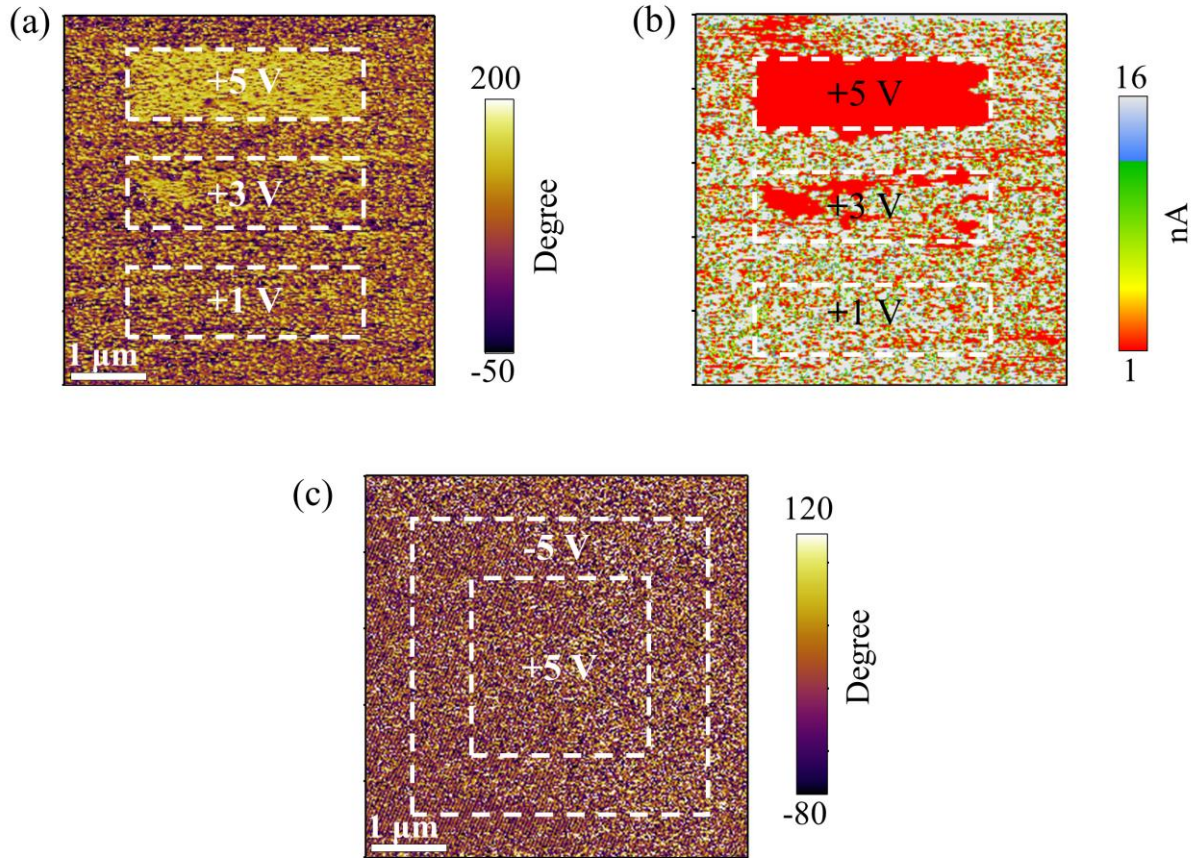 (a)
+5 V
+3 V
+1 V
1 μm
200
Degree
-50
(b)
+5 V
+3 V
+1 V
16
nA
1
(c)
-5 V
+5 V
1 μm
120
Degree
-80